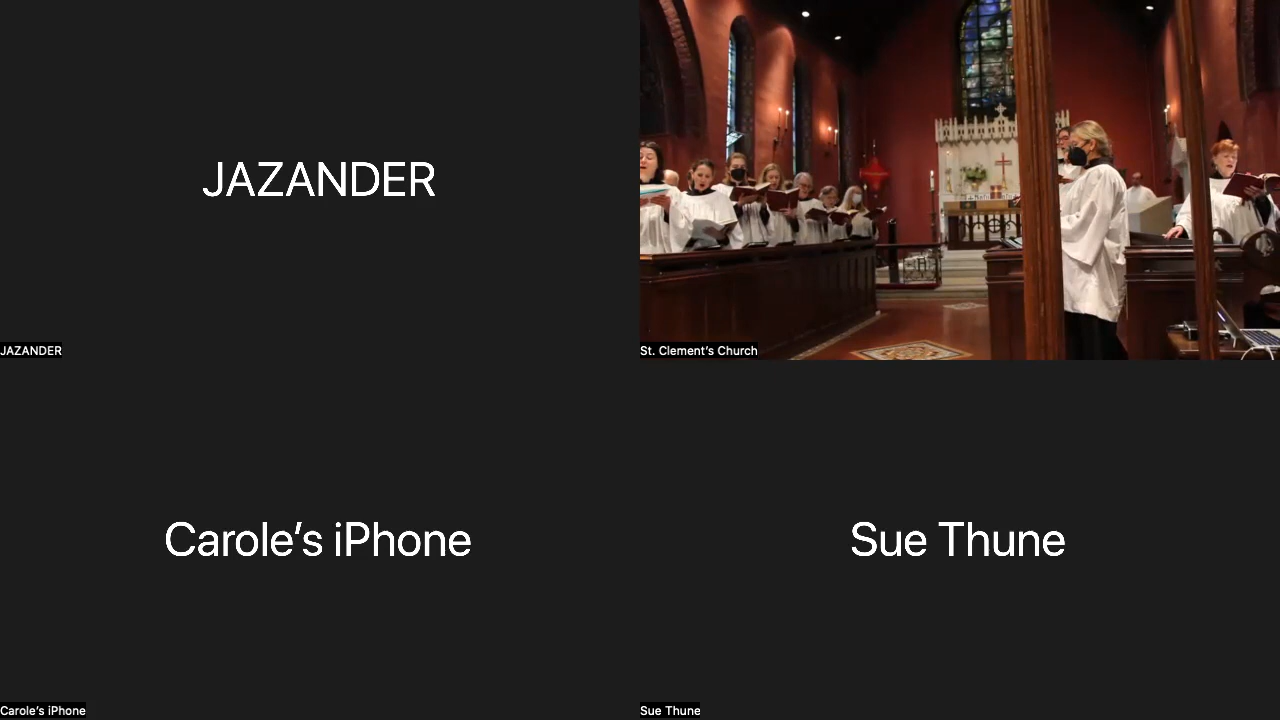 JAZANDER
JAZANDER
St. Clement's Church
Carole's iPhone
Sue Thune
Carole's iPhone
Sue Thune